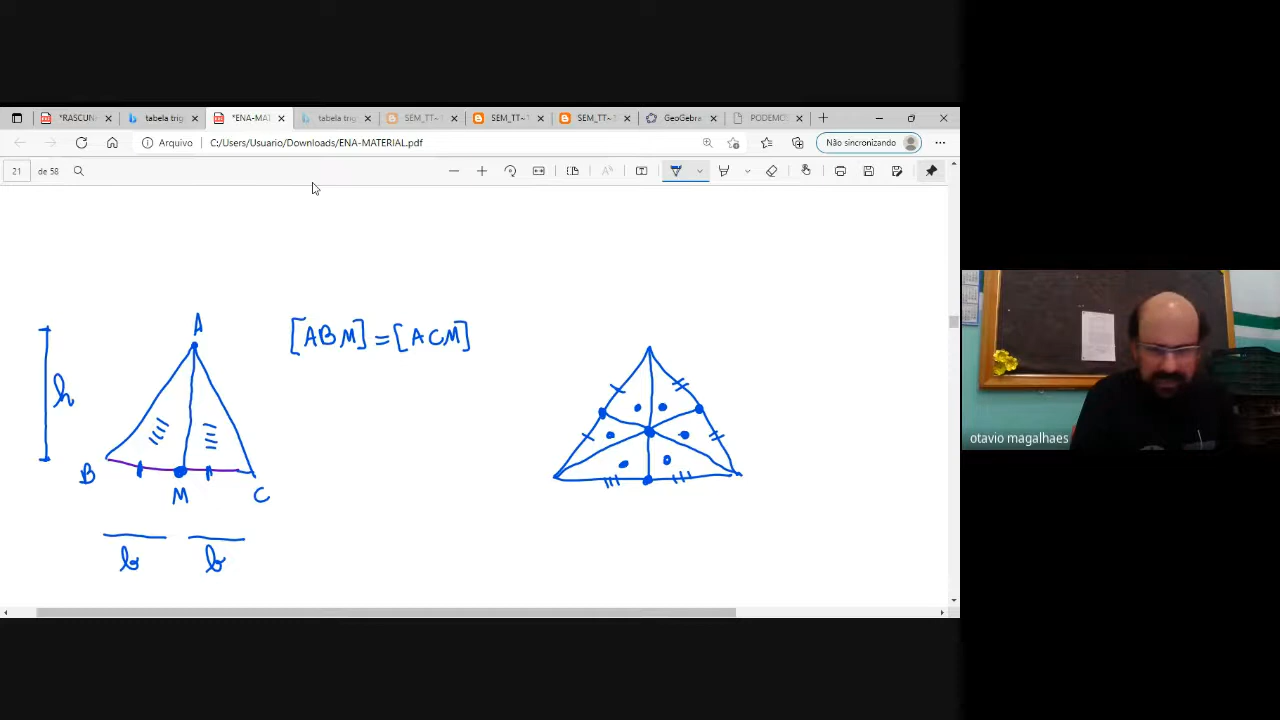 *RASCUN
tabela trig
*ENA-MAT
tabela trig
SEM_TT~
SEM_TT~1
SEM_TT~
GeoGebra
PODEMO
Arquivo
C:/Users/Usuario/Downloads/ENA-MATERIAL.pdf
Não sincronizando
21 de 58
A
[ABM] = [ACM]
h
B
M
C
b b
otavio magalhaes